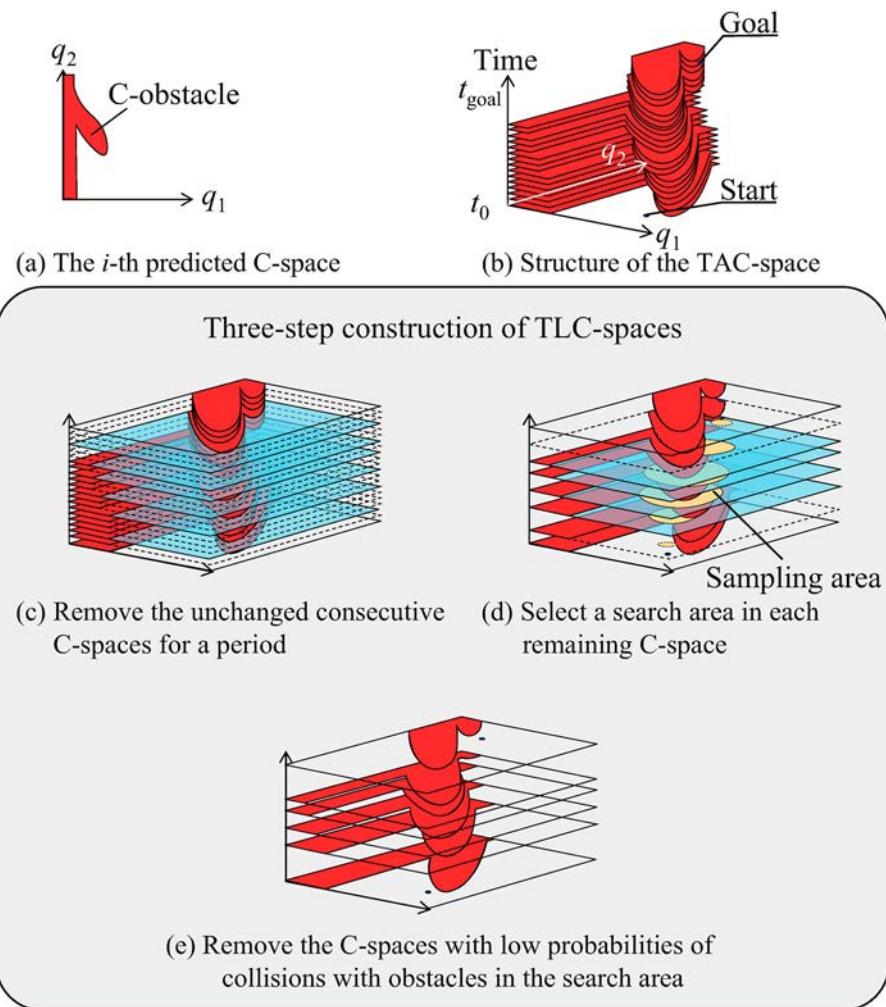 q2
C-obstacle
q1
(a) The i-th predicted C-space
Goal
Time
tgoal
q2
t0
Start
q1
(b) Structure of the TAC-space
Three-step construction of TLC-spaces
(c) Remove the unchanged consecutive
C-spaces for a period
Sampling area
(d) Select a search area in each
remaining C-space
(e) Remove the C-spaces with low probabilities of
collisions with obstacles in the search area